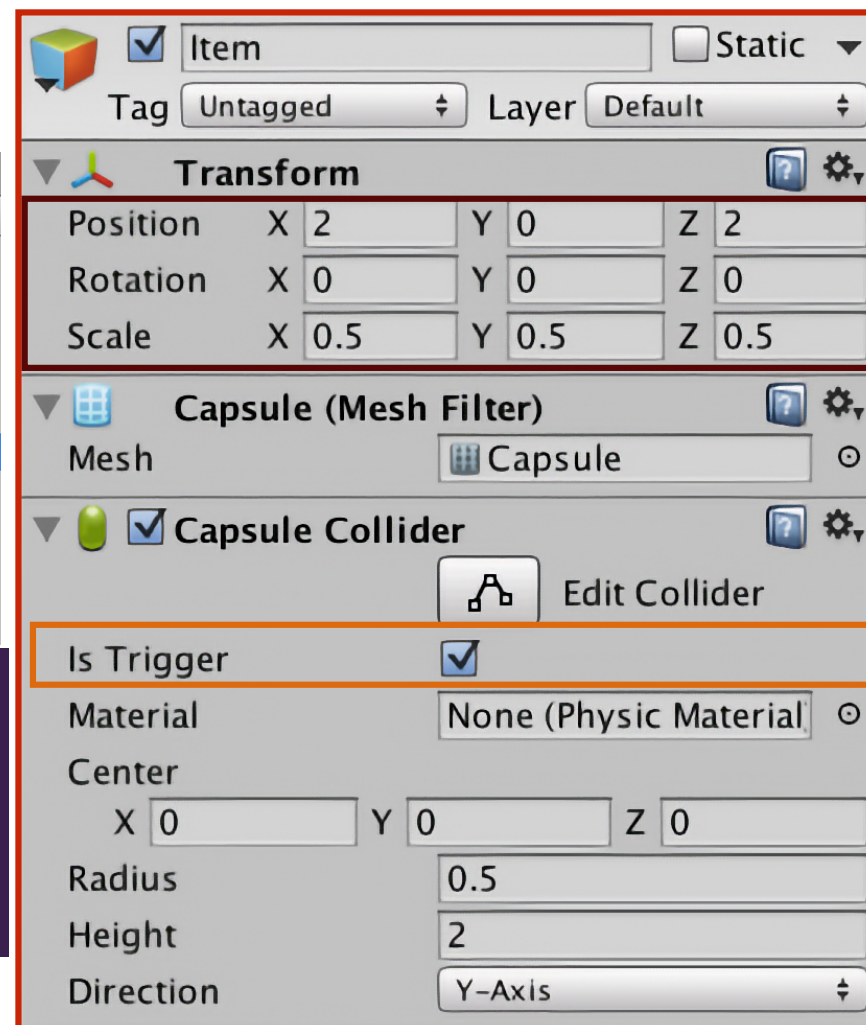 Item Static
Tag Untagged Layer Default
Transform
Position X 2 Y 0 Z 2
Rotation X 0 Y 0 Z 0
Scale X 0.5 Y 0.5 Z 0.5
Capsule (Mesh Filter)
Mesh Capsule
Capsule Collider
Edit Collider
Is Trigger
Material None (Physic Material
Center
X 0 Y 0 Z 0
Radius 0.5
Height 2
Direction Y-Axis